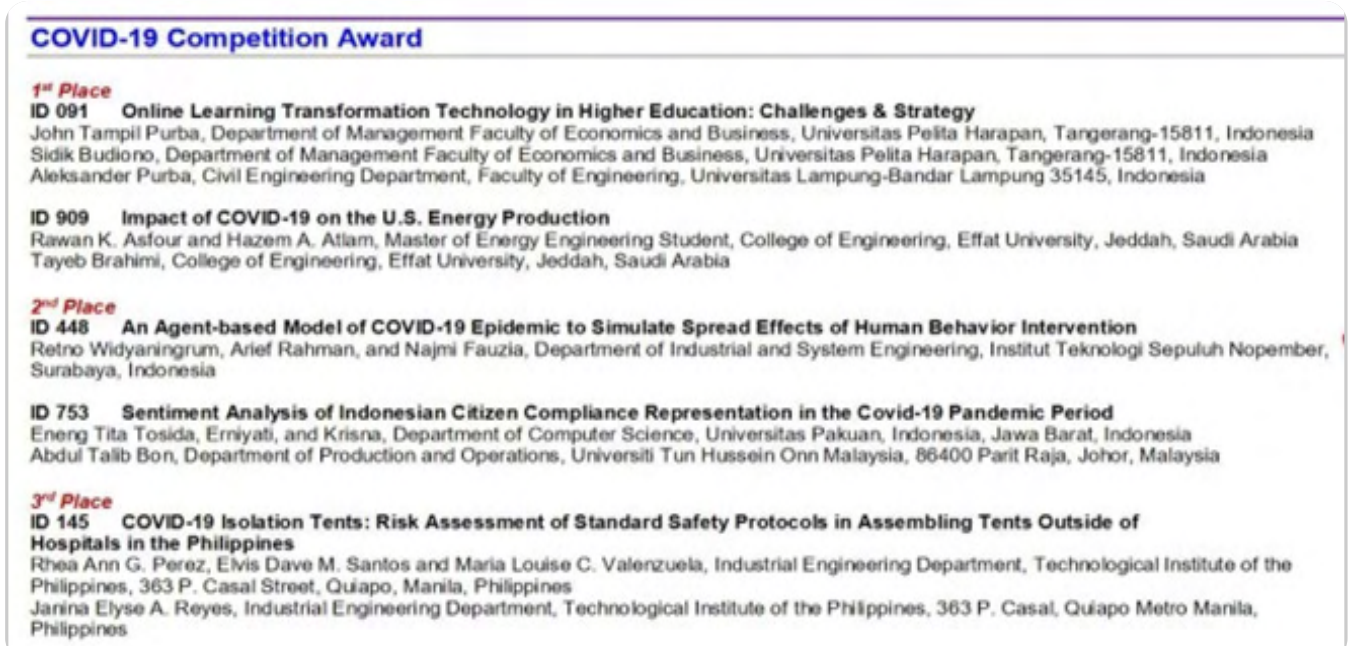 COVID-19 Competition Award
1st Place
ID 091 Online Learning Transformation Technology in Higher Education: Challenges & Strategy
John Tampil Purba, Department of Management Faculty of Economics and Business, Universitas Pelita Harapan, Tangerang-15811, Indonesia
Sidik Budiono, Department of Management Faculty of Economics and Business, Universitas Pelita Harapan, Tangerang-15811, Indonesia
Aleksander Purba, Civil Engineering Department, Faculty of Engineering, Universitas Lampung-Bandar Lampung 35145, Indonesia
ID 909 Impact of COVID-19 on the U.S. Energy Production
Rawan K. Asfour and Hazem A. Atlam, Master of Energy Engineering Student, College of Engineering, Effat University, Jeddah, Saudi Arabia
Tayeb Brahimi, College of Engineering, Effat University, Jeddah, Saudi Arabia
2nd Place
ID 448 An Agent-based Model of COVID-19 Epidemic to Simulate Spread Effects of Human Behavior Intervention
Retno Widyaningrum, Arief Rahman, and Najmi Fauzia, Department of Industrial and System Engineering, Institut Teknologi Sepuluh Nopember,
Surabaya, Indonesia
ID 753 Sentiment Analysis of Indonesian Citizen Compliance Representation in the Covid-19 Pandemic Period
Eneng Tita Tosida, Erniyati, and Krisna, Department of Computer Science, Universitas Pakuan, Indonesia, Jawa Barat, Indonesia
Abdul Talib Bon, Department of Production and Operations, Universiti Tun Hussein Onn Malaysia, 86400 Parit Raja, Johor, Malaysia
3rd Place
ID 145 COVID-19 Isolation Tents: Risk Assessment of Standard Safety Protocols in Assembling Tents Outside of
Hospitals in the Philippines
Rhea Ann G. Perez, Elvis Dave M. Santos and Maria Louise C. Valenzuela, Industrial Engineering Department, Technological Institute of the
Philippines, 363 P. Casal Street, Quiapo, Manila, Philippines
Janina Elyse A. Reyes, Industrial Engineering Department, Technological Institute of the Philippines, 363 P. Casal, Quiapo Metro Manila,
Philippines